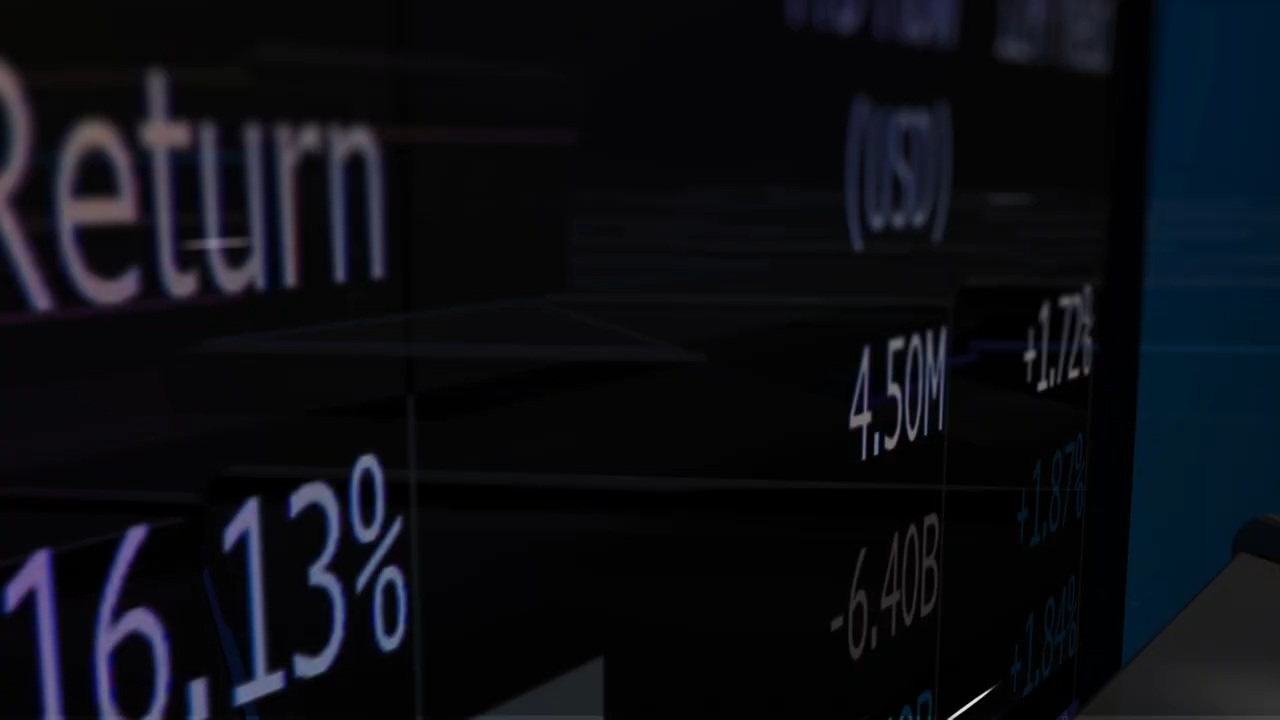 Return
(USD)
4.50M +1.72%
16.13%
-6.40B +1.87%
+1.84%